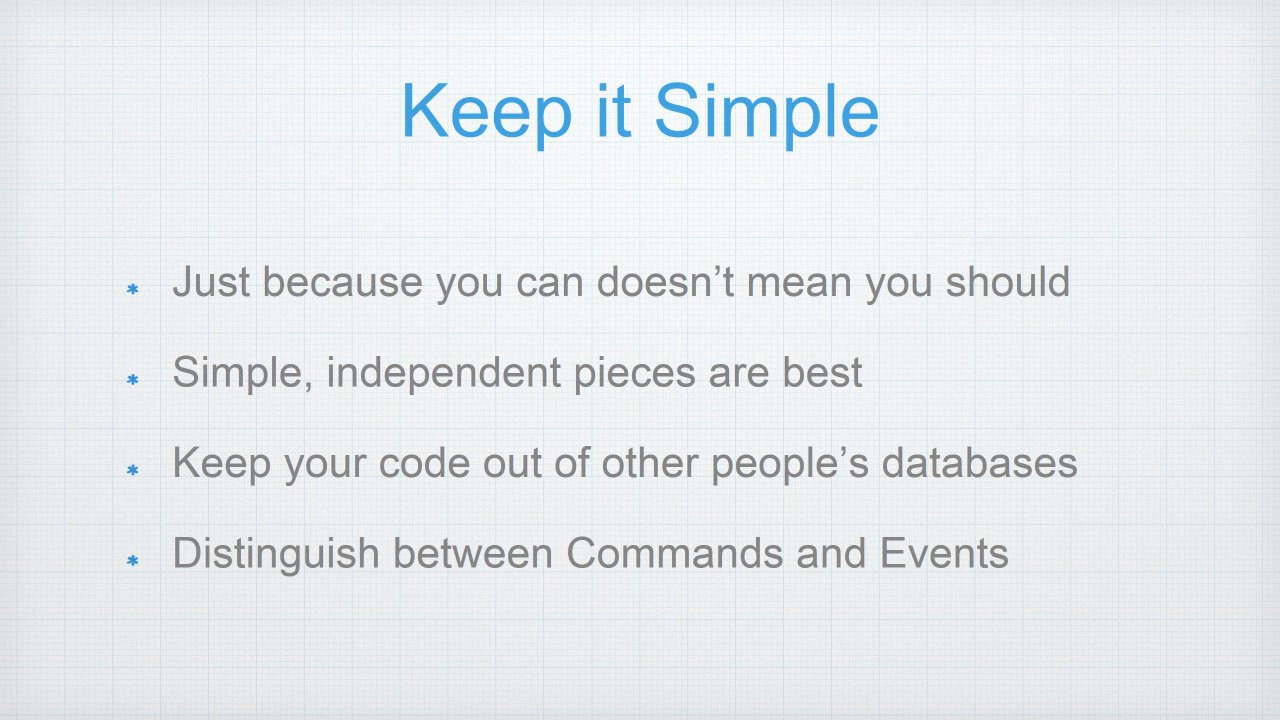 Keep it Simple
* Just because you can doesn’t mean you should
* Simple, independent pieces are best
* Keep your code out of other people’s databases
* Distinguish between Commands and Events